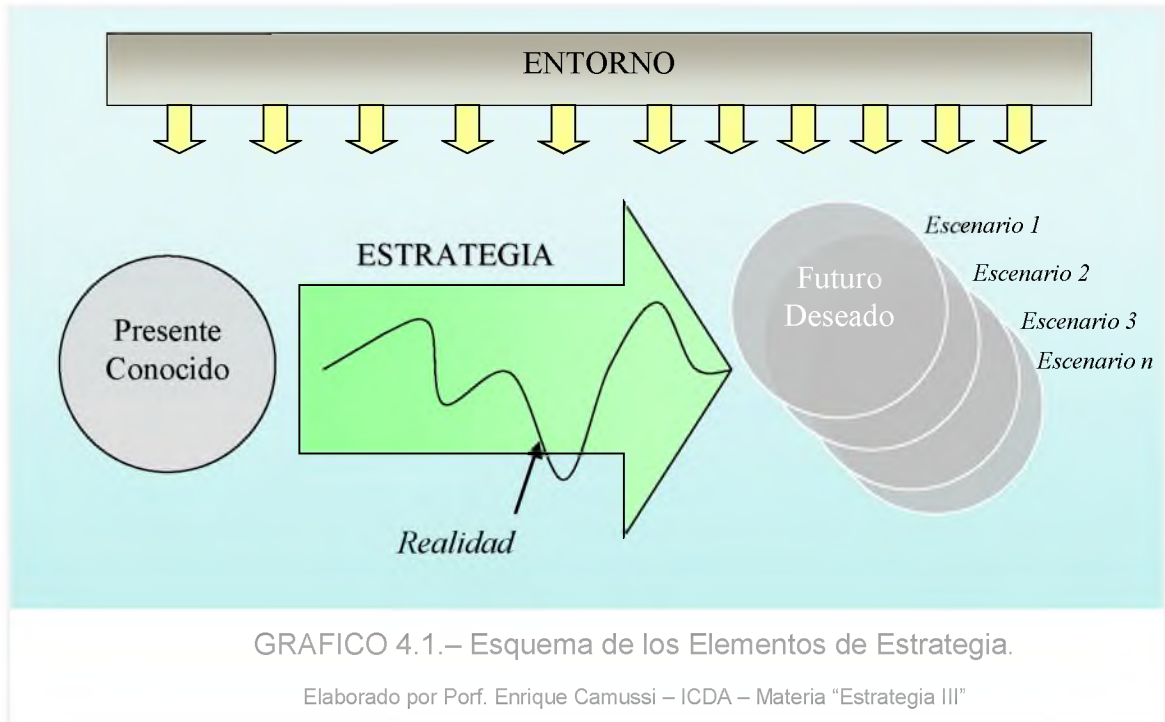 ENTORNO
ESTRATEGIA
Presente
Conocido
Realidad
Futuro
Deseado
Escenario 1
Escenario 2
Escenario 3
Escenario n
GRAFICO 4.1.– Esquema de los Elementos de Estrategia.
Elaborado por Porf. Enrique Camussi – ICDA – Materia “Estrategia III”